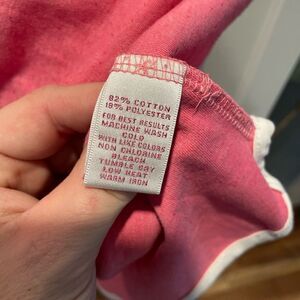 82% COTTON
18% POLYESTER
FOR BEST RESULTS
MACHINE WASH
COLD
WITH LIKE COLORS
NON CHLORINE
BLEACH
TUMBLE DRY
LOW HEAT
WARM IRON